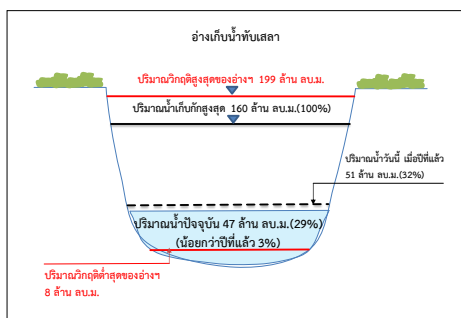 อ่างเก็บน้ำทับเสลา
ปริมาณวิกฤติสูงสุดของอ่างฯ 199 ล้าน ลบ.ม.
ปริมาณน้ำเก็บกักสูงสุด 160 ล้าน ลบ.ม.(100%)
ปริมาณน้ำวันนี้ เมื่อปีที่แล้ว
51 ล้าน ลบ.ม.(32%)
ปริมาณน้ำปัจจุบัน 47 ล้าน ลบ.ม.(29%)
(น้อยกว่าปีที่แล้ว 3%)
ปริมาณวิกฤติต่ำสุดของอ่างฯ
8 ล้าน ลบ.ม.